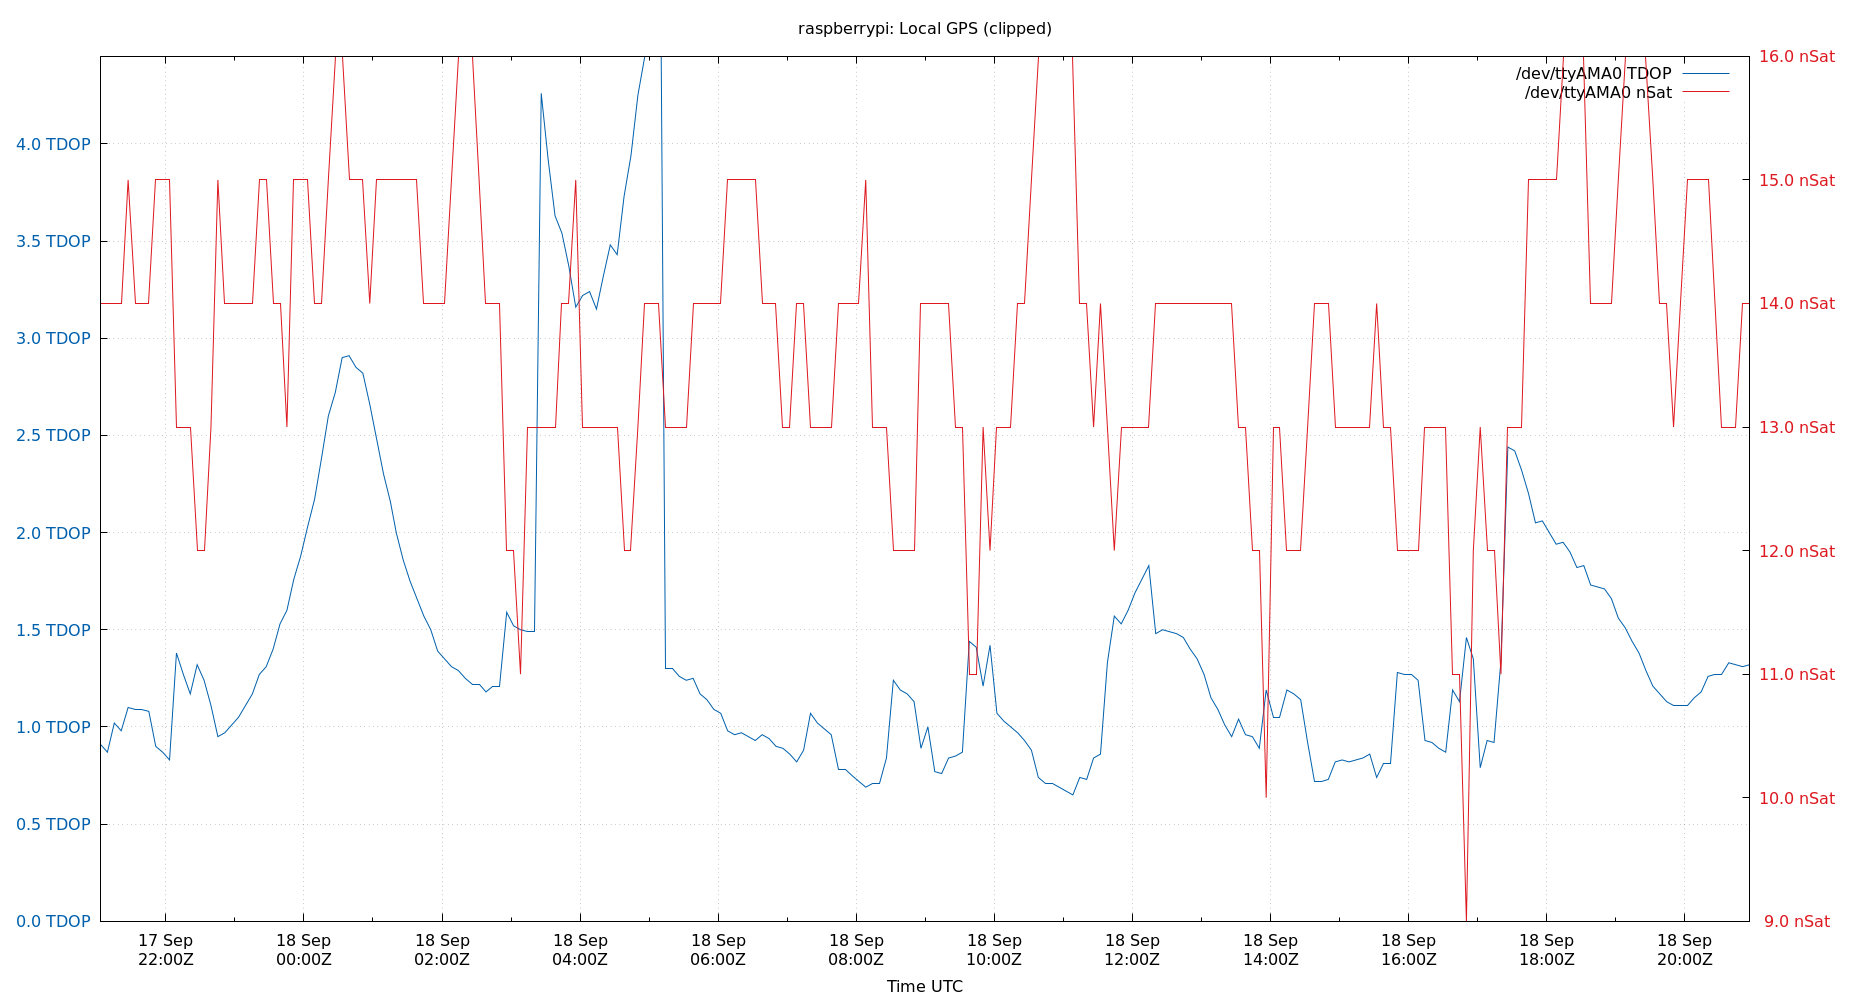 raspberrypi: Local GPS (clipped)
/dev/ttyAMA0 TDOP
/dev/ttyAMA0 nSat
4.0 TDOP
3.5 TDOP
3.0 TDOP
2.5 TDOP
2.0 TDOP
1.5 TDOP
1.0 TDOP
0.5 TDOP
0.0 TDOP
16.0 nSat
15.0 nSat
14.0 nSat
13.0 nSat
12.0 nSat
11.0 nSat
10.0 nSat
9.0 nSat
17 Sep
22:00Z
18 Sep
00:00Z
18 Sep
02:00Z
18 Sep
04:00Z
18 Sep
06:00Z
18 Sep
08:00Z
18 Sep
10:00Z
18 Sep
12:00Z
18 Sep
14:00Z
18 Sep
16:00Z
18 Sep
18:00Z
18 Sep
20:00Z
Time UTC